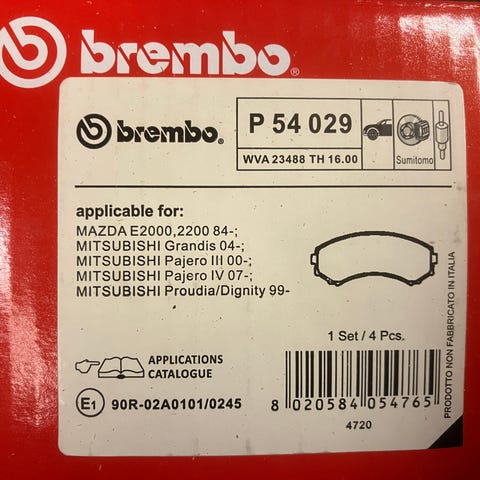 brembo®
brembo.
P 54 029
WVA 23488 TH 16.00
Sumitomo
applicable for:
MAZDA E2000,2200 84-;
MITSUBISHI Grandis 04-;
MITSUBISHI Pajero III 00-;
MITSUBISHI Pajero IV 07-;
MITSUBISHI Proudia/Dignity 99-
1 Set / 4 Pcs.
APPLICATIONS
CATALOGUE
E1
90R-02A0101/0245
8 020584 054765
4720
PRODOTTO NON FABBRICATO IN ITALIA